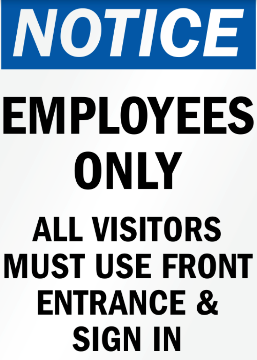 NOTICE
EMPLOYEES
ONLY
ALL VISITORS
MUST USE FRONT
ENTRANCE &
SIGN IN